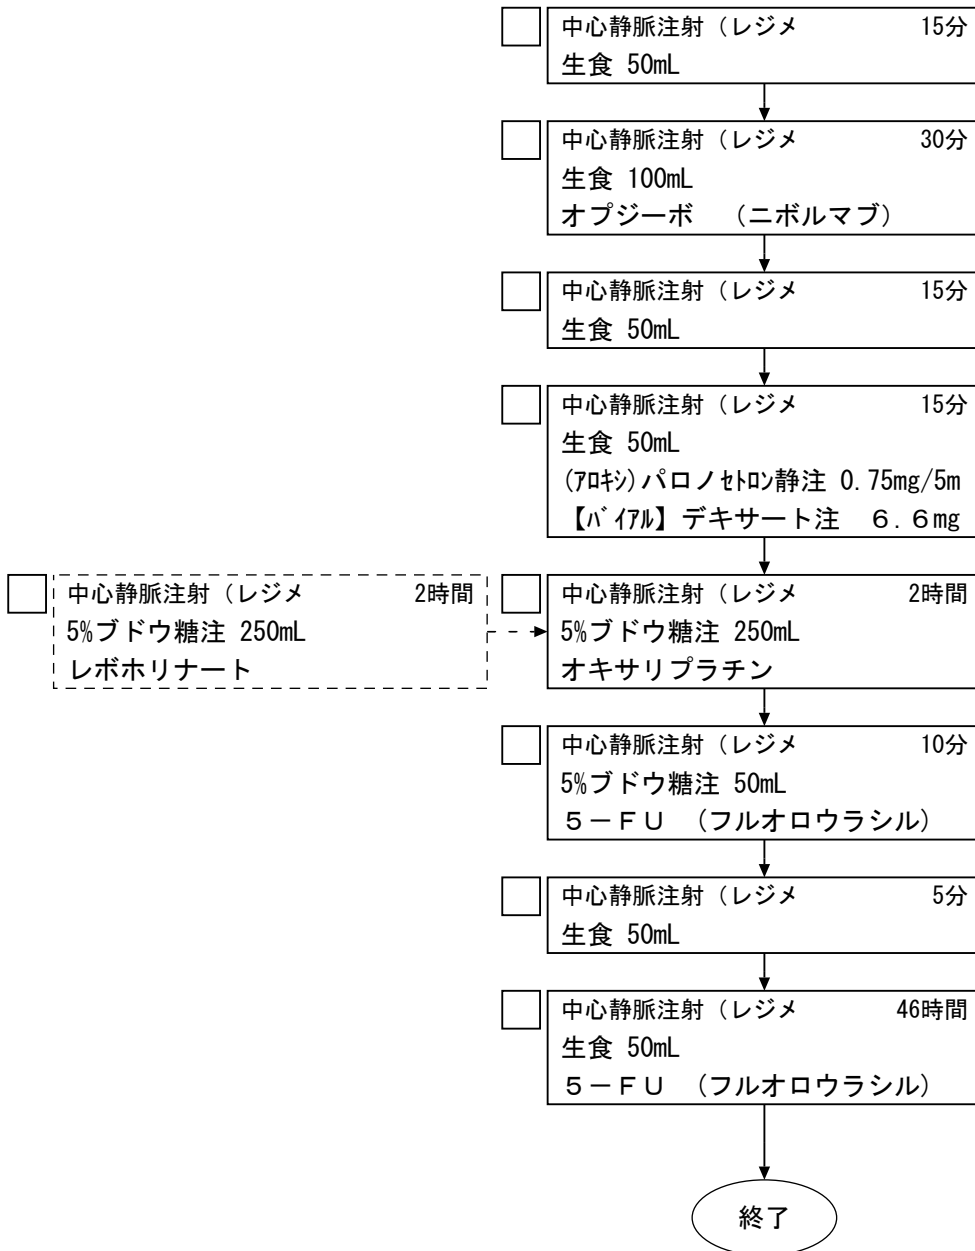 中心静脈注射（レジメ 15分
生食 50mL
中心静脈注射（レジメ 30分
生食 100mL
オプジーボ （ニボルマブ）
中心静脈注射（レジメ 15分
生食 50mL
中心静脈注射（レジメ 15分
生食 50mL
(ｱﾛｷｼ)パロノｾﾄﾛﾝ静注 0.75mg/5m
【ﾊﾞｲｱﾙ】デキサート注 ６.６mg
中心静脈注射（レジメ 2時間
5%ブドウ糖注 250mL
レボホリナート
中心静脈注射（レジメ 2時間
5%ブドウ糖注 250mL
オキサリプラチン
中心静脈注射（レジメ 10分
5%ブドウ糖注 50mL
５－ＦＵ （フルオロウラシル）
中心静脈注射（レジメ 5分
生食 50mL
中心静脈注射（レジメ 46時間
生食 50mL
５－ＦＵ （フルオロウラシル）
終了